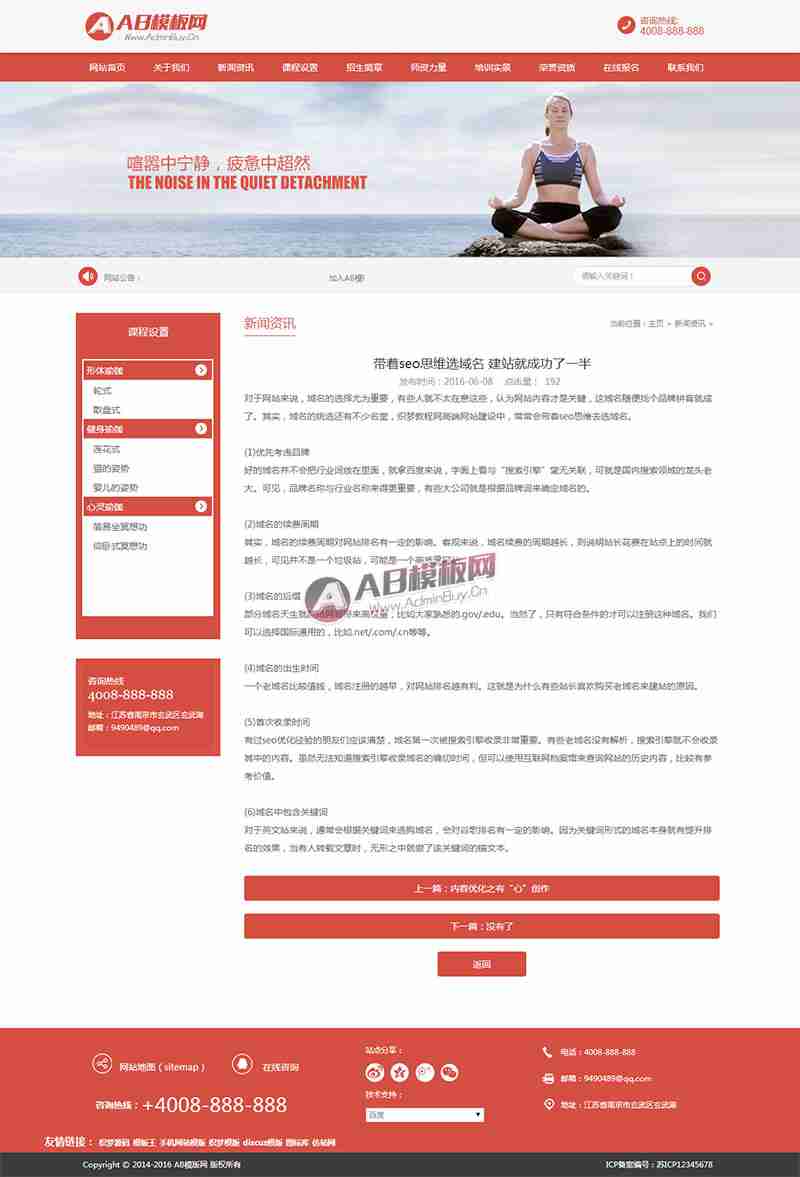 AB模板网
Www.AdminBuy.Cn
咨询热线:
4008-888-888
网站首页 关于我们 新闻资讯 课程设置 招生简章 师资力量 培训实景 荣誉资质 在线报名 联系我们
喧嚣中宁静，疲惫中超然
THE NOISE IN THE QUIET DETACHMENT
网站公告：
加入AB模
请输入关键词！
课程设置
形体瑜伽
轮式
散盘式
健身瑜伽
莲花式
猫的姿势
婴儿的姿势
心灵瑜伽
简易坐冥想功
仰卧式冥想功
咨询热线
4008-888-888
地址：江苏省南京市玄武区玄武湖
邮箱：9490489@qq.com
新闻资讯
当前位置：主页 > 新闻资讯 >
带着seo思维选域名 建站就成功了一半
发布时间：2016-06-08 点击量： 192
对于网站来说，域名的选择尤为重要，有些人就不太在意这些，认为网站内容才是关键，这域名随便找个品牌拼音就成
了。其实，域名的挑选还有不少名堂，织梦教程网高端网站建设中，常常会带着seo思维去选域名。
(1)优先考虑品牌
好的域名并不会把行业词放在里面，就拿百度来说，字面上看与“搜索引擎”毫无关联，可就是国内搜索领域的龙头老
大。可见，品牌名称与行业名称来得更重要，有些大公司就是根据品牌词来确定域名的。
(2)域名的续费周期
其实，域名的续费周期对网站排名有一定的影响。客观来说，域名续费的周期越长，则说明站长花费在站点上的时间就
越长，可见并不是一个垃圾站，可能是一个高质量
AB模板网
Www.AdminBuy.Cn
(3)域名的后缀
部分域名天生就 来高权重，比如大家熟悉的.gov/.edu。当然了，只有符合条件的才可以注册这种域名。我们
可以选择国际通用的，比如.net/.com/.cn等等。
(4)域名的出生时间
一个老域名比较值钱，域名注册的越早，对网站排名越有利。这就是为什么有些站长喜欢购买老域名来建站的原因。
(5)首次收录时间
有过seo优化经验的朋友们应该清楚，域名第一次被搜索引擎收录非常重要。有些老域名没有解析，搜索引擎就不会收录
其中的内容。虽然无法知道搜索引擎收录域名的确切时间，但可以使用互联网档案馆来查询网站的历史内容，比较有参
考价值。
(6)域名中包含关键词
对于英文站来说，通常会根据关键词来选购域名，会对谷歌排名有一定的影响。因为关键词形式的域名本身就有提升排
名的效果，当有人转载文章时，无形之中就做了该关键词的锚文本。
上一篇：内容优化之有“心”创作
下一篇：没有了
返回
网站地图（sitemap）
在线咨询
咨询热线：+4008-888-888
站点分享：
技术支持：
百度
电话：4008-888-888
邮箱：9490489@qq.com
地址：江苏省南京市玄武区玄武湖
友情链接： 织梦源码 模板王 手机网站模板 织梦模板 discuz模板 图标库 仿站网
Copyright © 2014-2016 AB模板网 版权所有
ICP备案编号：苏ICP12345678